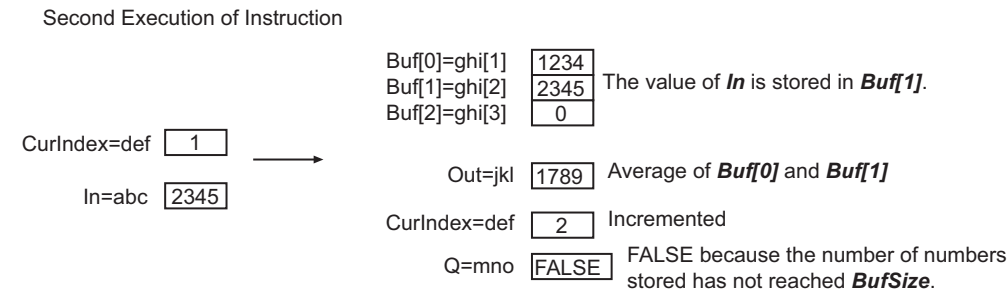 Second Execution of Instruction
Buf[0]=ghi[1] 1234
Buf[1]=ghi[2] 2345 The value of In is stored in Buf[1].
Buf[2]=ghi[3] 0
CurIndex=def 1
In=abc 2345
Out=jkl 1789 Average of Buf[0] and Buf[1]
CurIndex=def 2 Incremented
Q=mno FALSE FALSE because the number of numbers
stored has not reached BufSize.